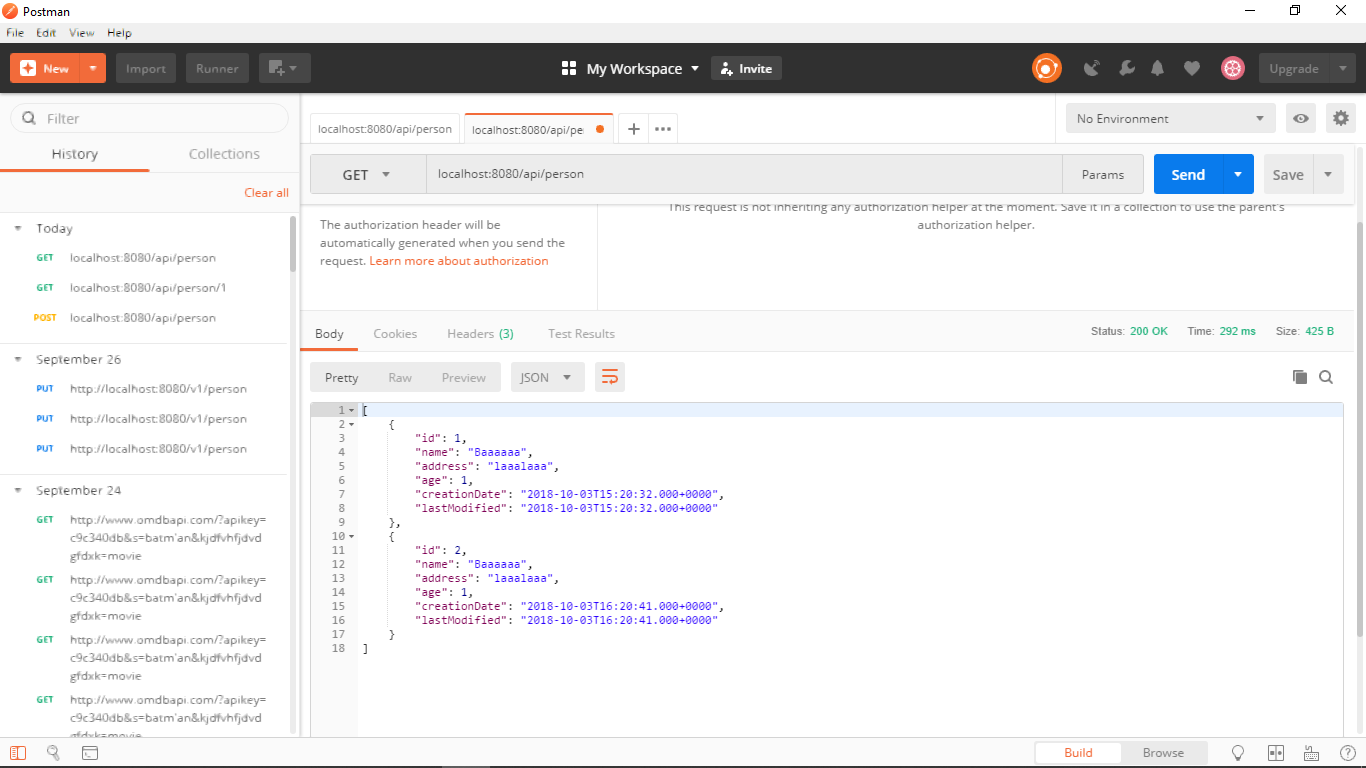 Postman
File Edit View Help
New Import Runner My Workspace Invite Upgrade
Filter
History Collections
Clear all
Today
GET localhost:8080/api/person
GET localhost:8080/api/person/1
POST localhost:8080/api/person
September 26
PUT http://localhost:8080/v1/person
PUT http://localhost:8080/v1/person
PUT http://localhost:8080/v1/person
September 24
GET http://www.omdbapi.com/?apikey=
c9c340db&s=batm'an&kjdfvhfjdvd
gfdxk=movie
GET http://www.omdbapi.com/?apikey=
c9c340db&s=batm'an&kjdfvhfjdvd
gfdxk=movie
GET http://www.omdbapi.com/?apikey=
c9c340db&s=batm'an&kjdfvhfjdvd
gfdxk=movie
GET http://www.omdbapi.com/?apikey=
c9c340db&s=batm'an&kjdfvhfjdvd
gfdxk=movie
localhost:8080/api/person localhost:8080/api/pe
No Environment
GET localhost:8080/api/person Params Send Save
The authorization header will be
automatically generated when you send the
request. Learn more about authorization
This request is not inheriting any authorization helper at the moment. Save it in a collection to use the parent's
authorization helper.
Body Cookies Headers (3) Test Results Status: 200 OK Time: 292 ms Size: 425 B
Pretty Raw Preview JSON
1 [
2 {
3 "id": 1,
4 "name": "Baaaaaa",
5 "address": "laaalaaa",
6 "age": 1,
7 "creationDate": "2018-10-03T15:20:32.000+0000",
8 "lastModified": "2018-10-03T15:20:32.000+0000"
9 },
10 {
11 "id": 2,
12 "name": "Baaaaaa",
13 "address": "laaalaaa",
14 "age": 1,
15 "creationDate": "2018-10-03T16:20:41.000+0000",
16 "lastModified": "2018-10-03T16:20:41.000+0000"
17 }
18 ]
Build Browse